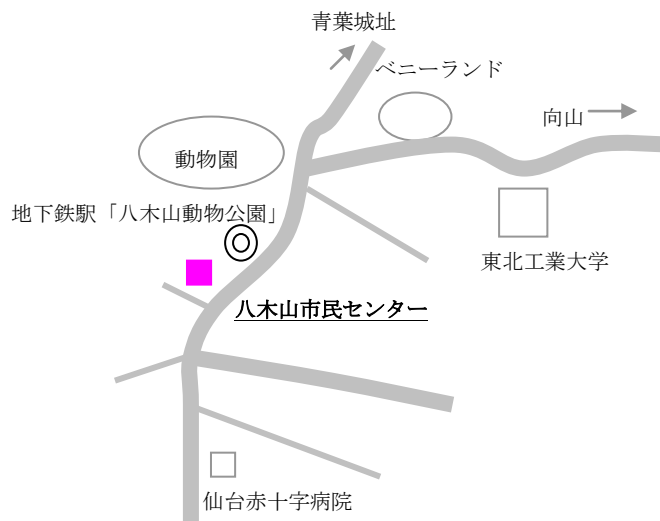 青葉城址
ベニーランド
向山
動物園
地下鉄駅「八木山動物公園」
東北工業大学
八木山市民センター
仙台赤十字病院